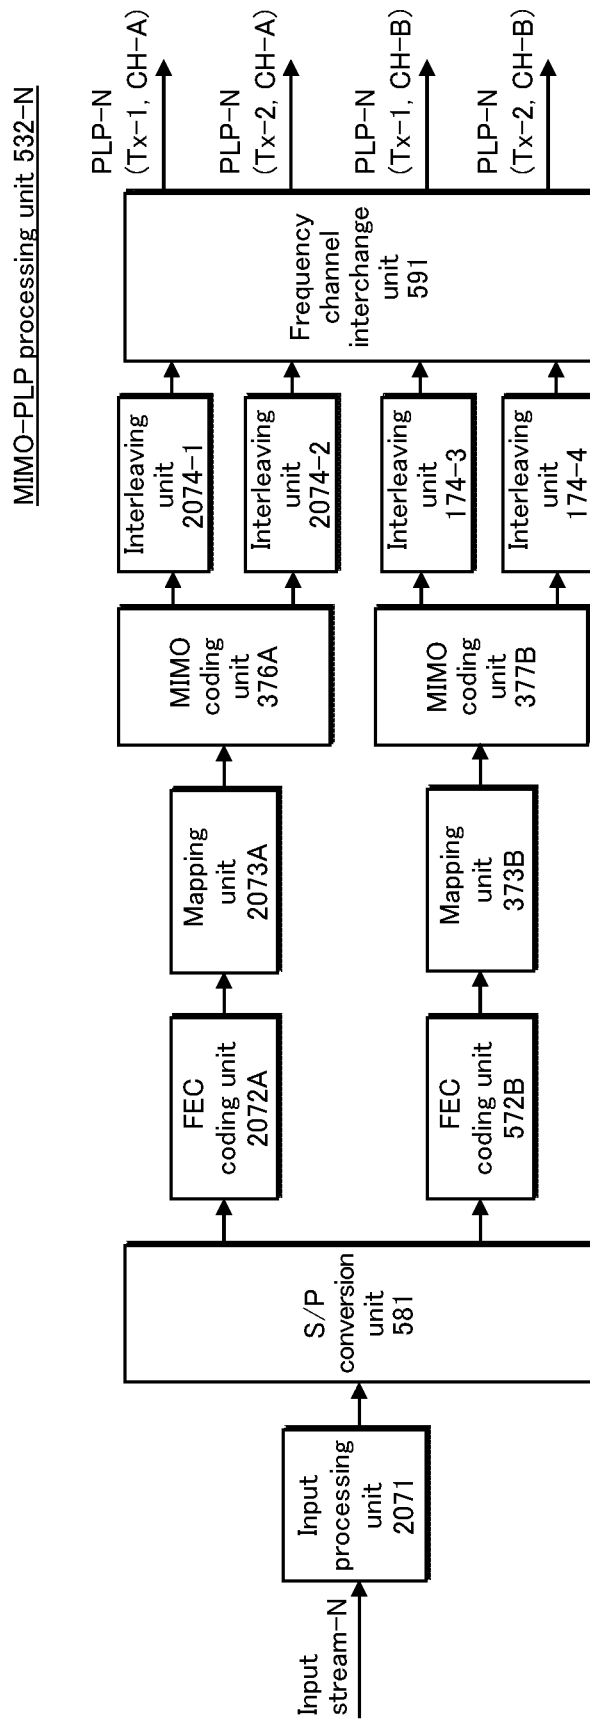 MIMO-PLP processing unit 532-N
Input
stream-N
Input
processing
unit
2071
S/P
conversion
unit
581
FEC
coding unit
2072A
Mapping
unit
2073A
MIMO
coding
unit
376A
Interleaving
unit
2074-1
Interleaving
unit
2074-2
FEC
coding unit
572B
Mapping
unit
373B
MIMO
coding
unit
377B
Interleaving
unit
174-3
Interleaving
unit
174-4
Frequency
channel
interchange
unit
591
PLP-N
(Tx-1, CH-A)
PLP-N
(Tx-2, CH-A)
PLP-N
(Tx-1, CH-B)
PLP-N
(Tx-2, CH-B)